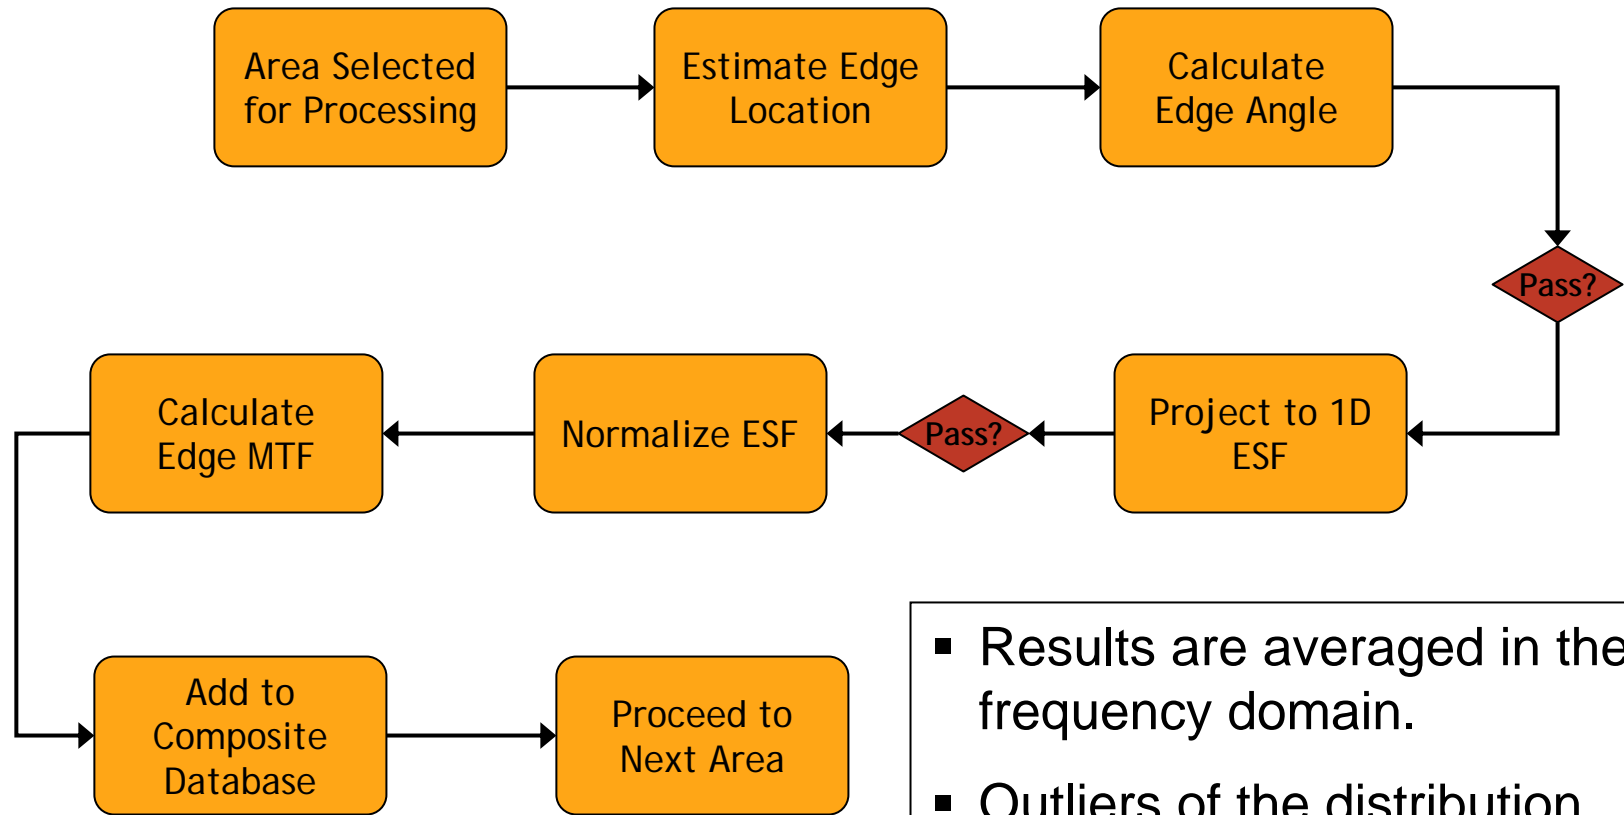 Area Selected
for Processing
Estimate Edge
Location
Calculate
Edge Angle
Pass?
Project to 1D
ESF
Pass?
Normalize ESF
Calculate
Edge MTF
Add to
Composite
Database
Proceed to
Next Area
▪ Results are averaged in the
frequency domain.
▪ Outliers of the distribution